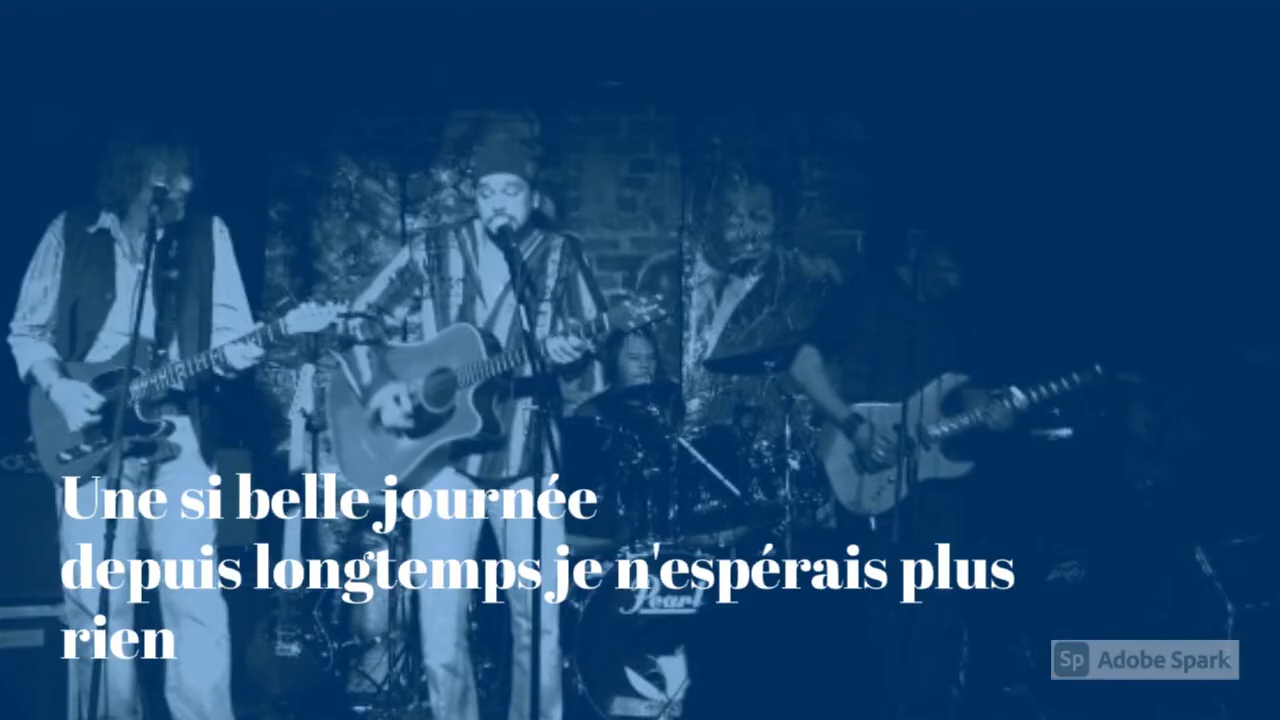 Une si belle journée
depuis longtemps je n'espérais plus
rien
Pearl
Sp Adobe Spark